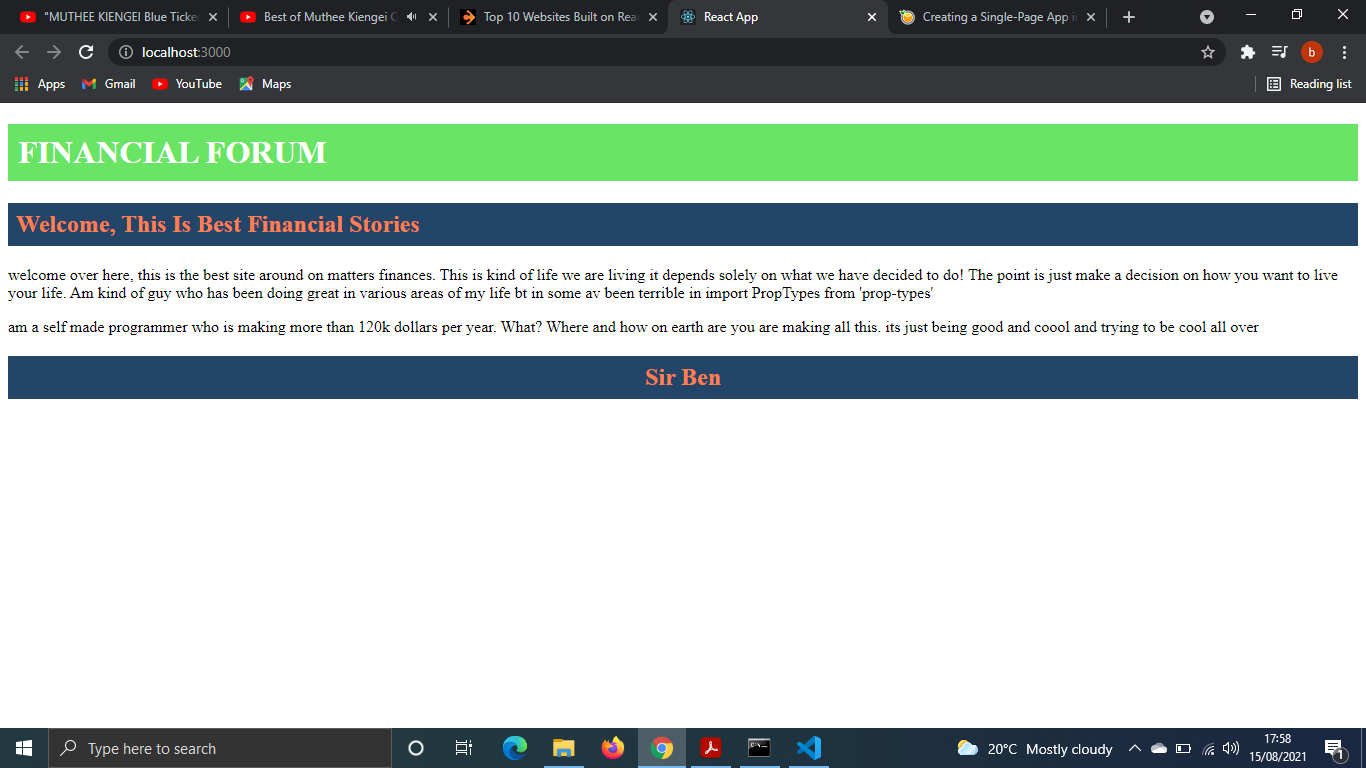 "MUTHEE KIENGEI Blue Ticke
Best of Muthee Kiengei C
Top 10 Websites Built on Rea
React App
Creating a Single-Page App i
localhost:3000
b
Apps
Gmail
YouTube
Maps
Reading list
FINANCIAL FORUM
Welcome, This Is Best Financial Stories
welcome over here, this is the best site around on matters finances. This is kind of life we are living it depends solely on what we have decided to do! The point is just make a decision on how you want to live
your life. Am kind of guy who has been doing great in various areas of my life bt in some av been terrible in import PropTypes from 'prop-types'
am a self made programmer who is making more than 120k dollars per year. What? Where and how on earth are you are making all this. its just being good and coool and trying to be cool all over
Sir Ben
Type here to search
20°C Mostly cloudy
17:58
15/08/2021
1